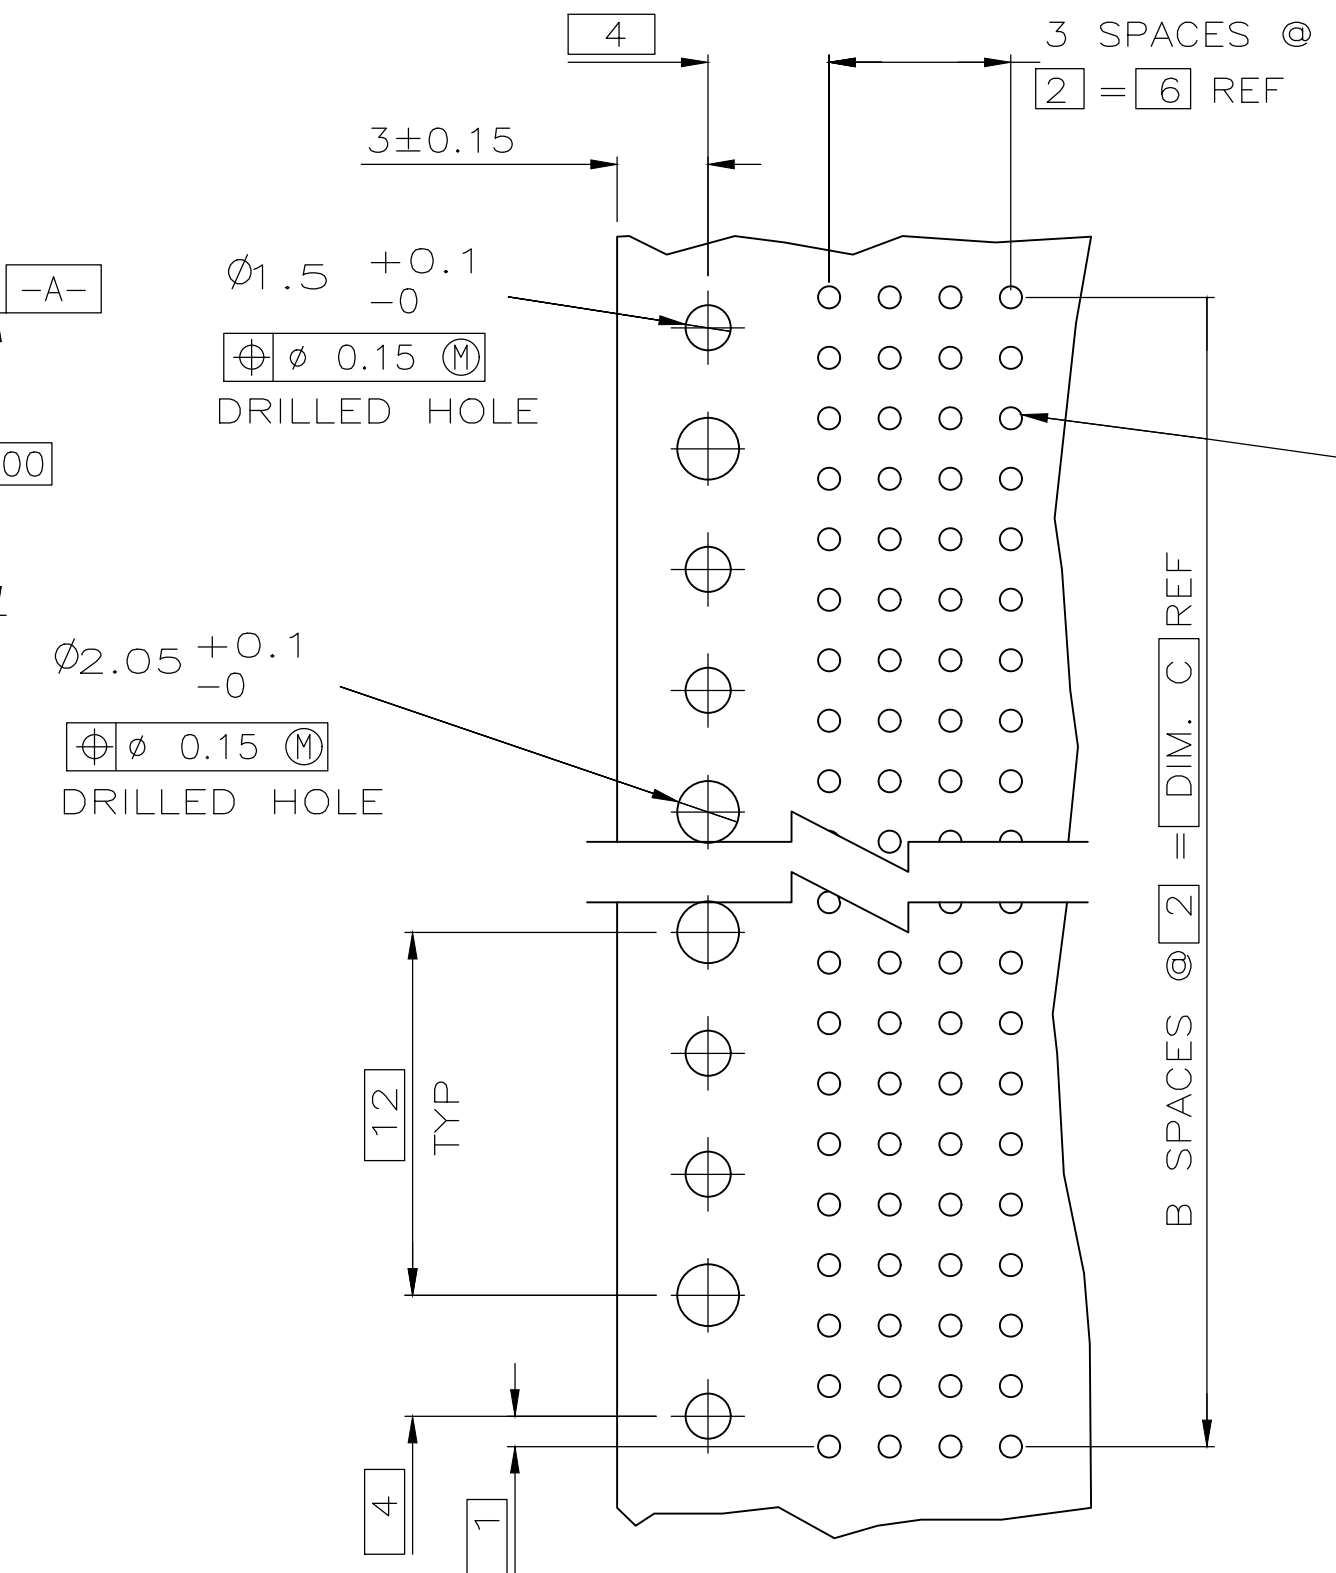 4
3 SPACES @
2 = 6 REF
3±0.15
-A-
Ø1.5 +0.1
-0
⌖ ø 0.15 Ⓜ
DRILLED HOLE
00
Ø2.05 +0.1
-0
⌖ ø 0.15 Ⓜ
DRILLED HOLE
B SPACES @ 2 = DIM. C REF
12
TYP
4
1